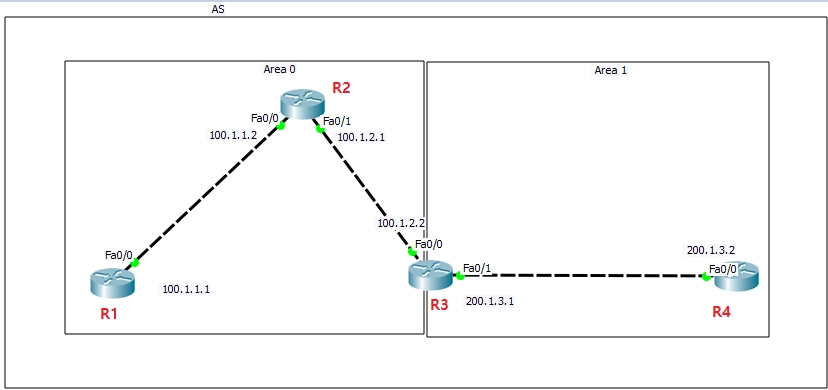 AS
Area 0
Area 1
R2
Fa0/0
Fa0/1
100.1.1.2
100.1.2.1
100.1.2.2
Fa0/0
Fa0/0
100.1.1.1
R1
Fa0/1
200.1.3.1
R3
200.1.3.2
Fa0/0
R4